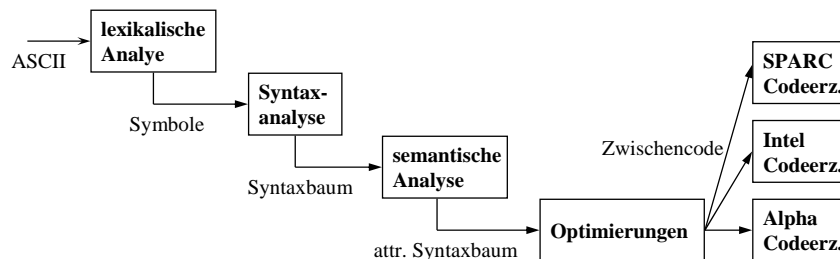 ASCII
lexikalische
Analye
Symbole
Syntax-
analyse
Syntaxbaum
semantische
Analyse
attr. Syntaxbaum
Optimierungen
Zwischencode
SPARC
Codeerz.
Intel
Codeerz.
Alpha
Codeerz.